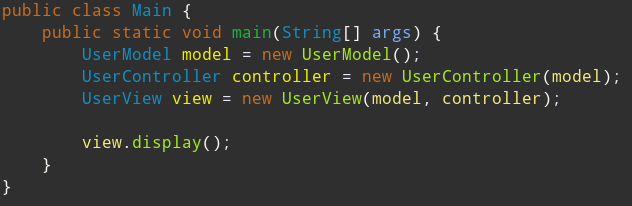 public class Main {
    public static void main(String[] args) {
        UserModel model = new UserModel();
        UserController controller = new UserController(model);
        UserView view = new UserView(model, controller);

        view.display();
    }
}